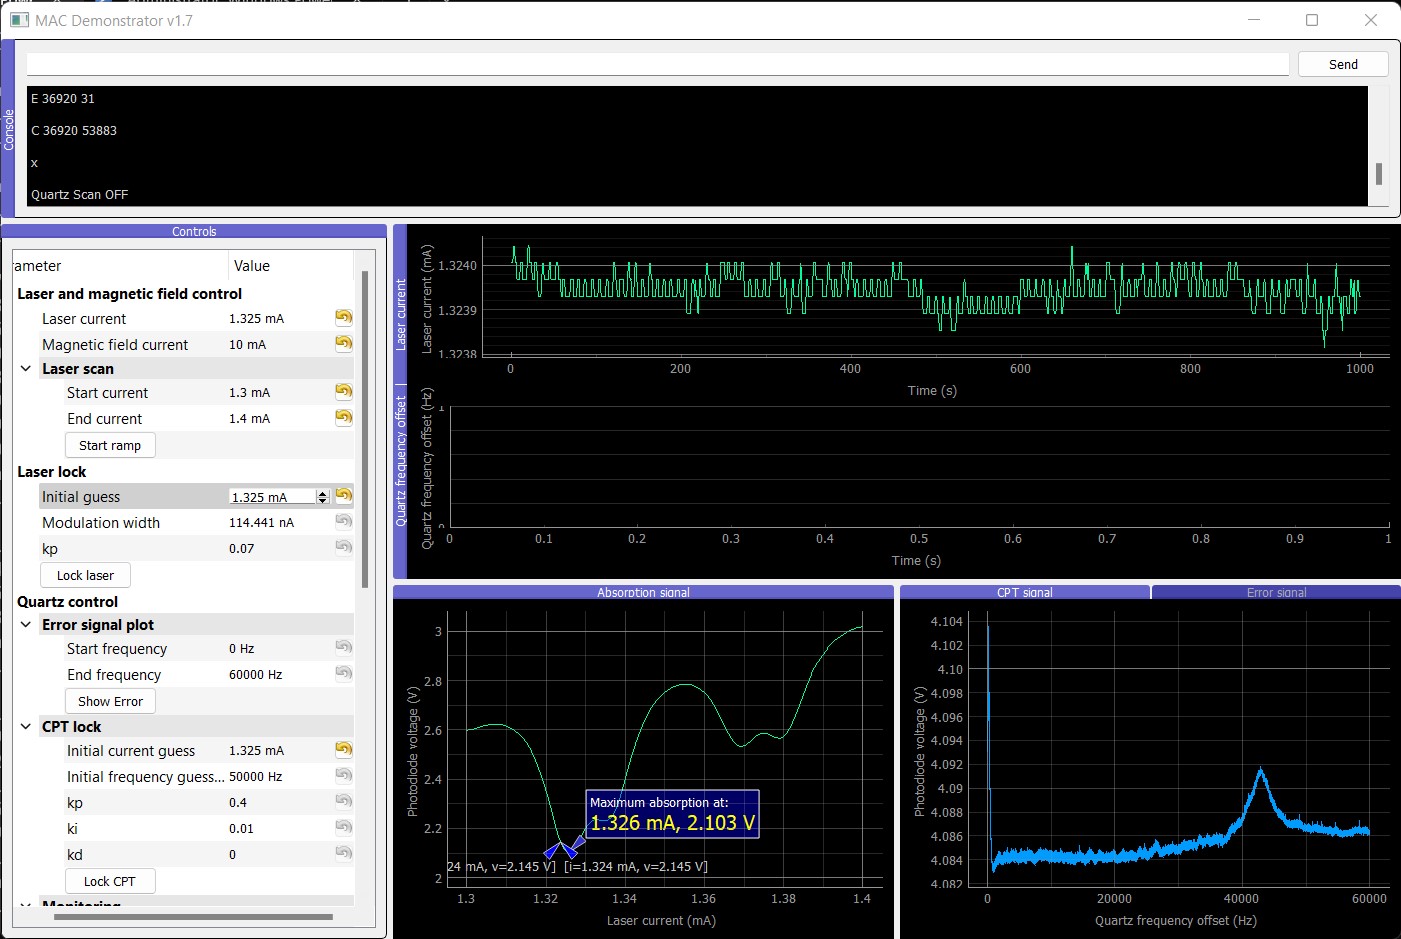 MAC Demonstrator v1.7
Console
Send
E 36920 31
C 36920 53883
x
Quartz Scan OFF
Controls
rameter Value
Laser and magnetic field control
Laser current 1.325 mA
Magnetic field current 10 mA
Laser scan
Start current 1.3 mA
End current 1.4 mA
Start ramp
Laser lock
Initial guess 1.325 mA
Modulation width 114.441 nA
kp 0.07
Lock laser
Quartz control
Error signal plot
Start frequency 0 Hz
End frequency 60000 Hz
Show Error
CPT lock
Initial current guess 1.325 mA
Initial frequency guess... 50000 Hz
kp 0.4
ki 0.01
kd 0
Lock CPT
Monitoring
Laser current
Laser current (mA)
1.3240
1.3239
1.3238
0 200 400 600 800 1000
Time (s)
Quartz frequency offset
Quartz frequency offset (Hz)
1
0
0 0.1 0.2 0.3 0.4 0.5 0.6 0.7 0.8 0.9 1
Time (s)
Absorption signal
Photodiode voltage (V)
3
2.8
2.6
2.4
2.2
2
Maximum absorption at:
1.326 mA, 2.103 V
24 mA, v=2.145 V] [i=1.324 mA, v=2.145 V]
1.3 1.32 1.34 1.36 1.38 1.4
Laser current (mA)
CPT signal Error signal
Photodiode voltage (V)
4.104
4.102
4.10
4.098
4.096
4.094
4.092
4.09
4.088
4.086
4.084
4.082
0 20000 40000 60000
Quartz frequency offset (Hz)